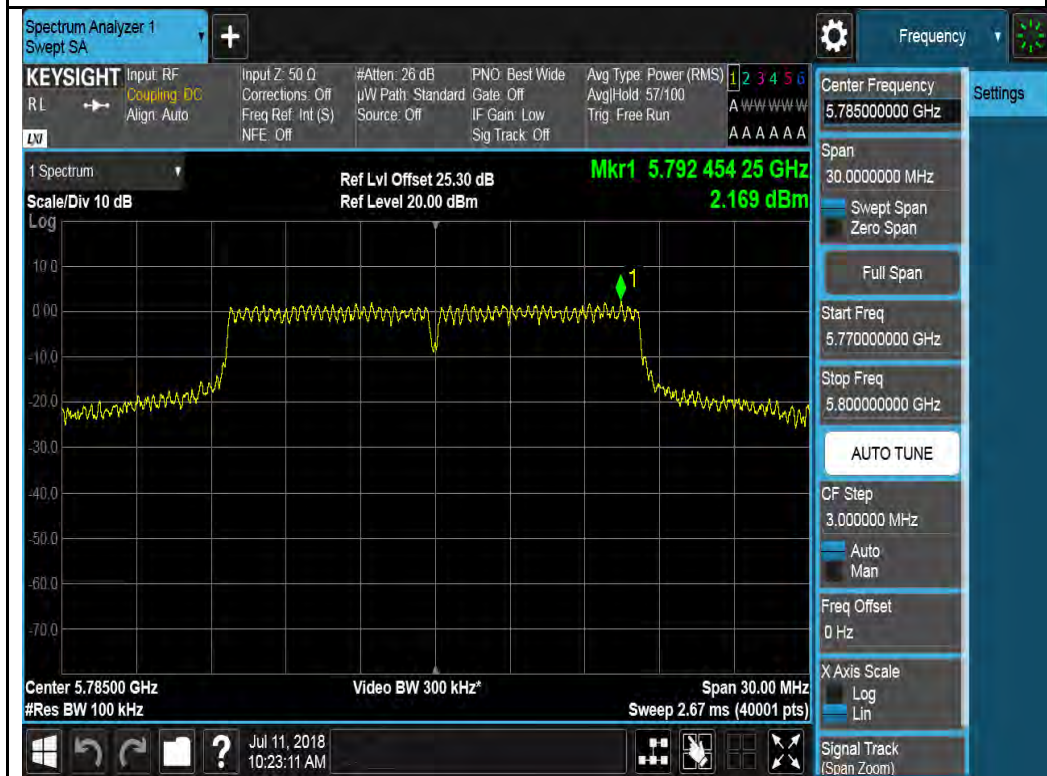 Spectrum Analyzer 1
Swept SA
+
Frequency
KEYSIGHT
RL
LXI
Input: RF
Coupling: DC
Align: Auto
Input Z: 50 Ω
Corrections: Off
Freq Ref: Int (S)
NFE: Off
#Atten: 26 dB
µW Path: Standard
Source: Off
PNO: Best Wide
Gate: Off
IF Gain: Low
Sig Track: Off
Avg Type: Power (RMS)
Avg|Hold: 57/100
Trig: Free Run
1 2 3 4 5 6
A W W W W W
A A A A A A
1 Spectrum
Scale/Div 10 dB
Log
Ref Lvl Offset 25.30 dB
Ref Level 20.00 dBm
Mkr1 5.792 454 25 GHz
2.169 dBm
1
10.0
0.00
-10.0
-20.0
-30.0
-40.0
-50.0
-60.0
-70.0
Center 5.78500 GHz
#Res BW 100 kHz
Video BW 300 kHz*
Span 30.00 MHz
Sweep 2.67 ms (40001 pts)
Center Frequency
5.785000000 GHz
Settings
Span
30.0000000 MHz
Swept Span
Zero Span
Full Span
Start Freq
5.770000000 GHz
Stop Freq
5.800000000 GHz
AUTO TUNE
CF Step
3.000000 MHz
Auto
Man
Freq Offset
0 Hz
X Axis Scale
Log
Lin
Signal Track
(Span Zoom)
?
Jul 11, 2018
10:23:11 AM